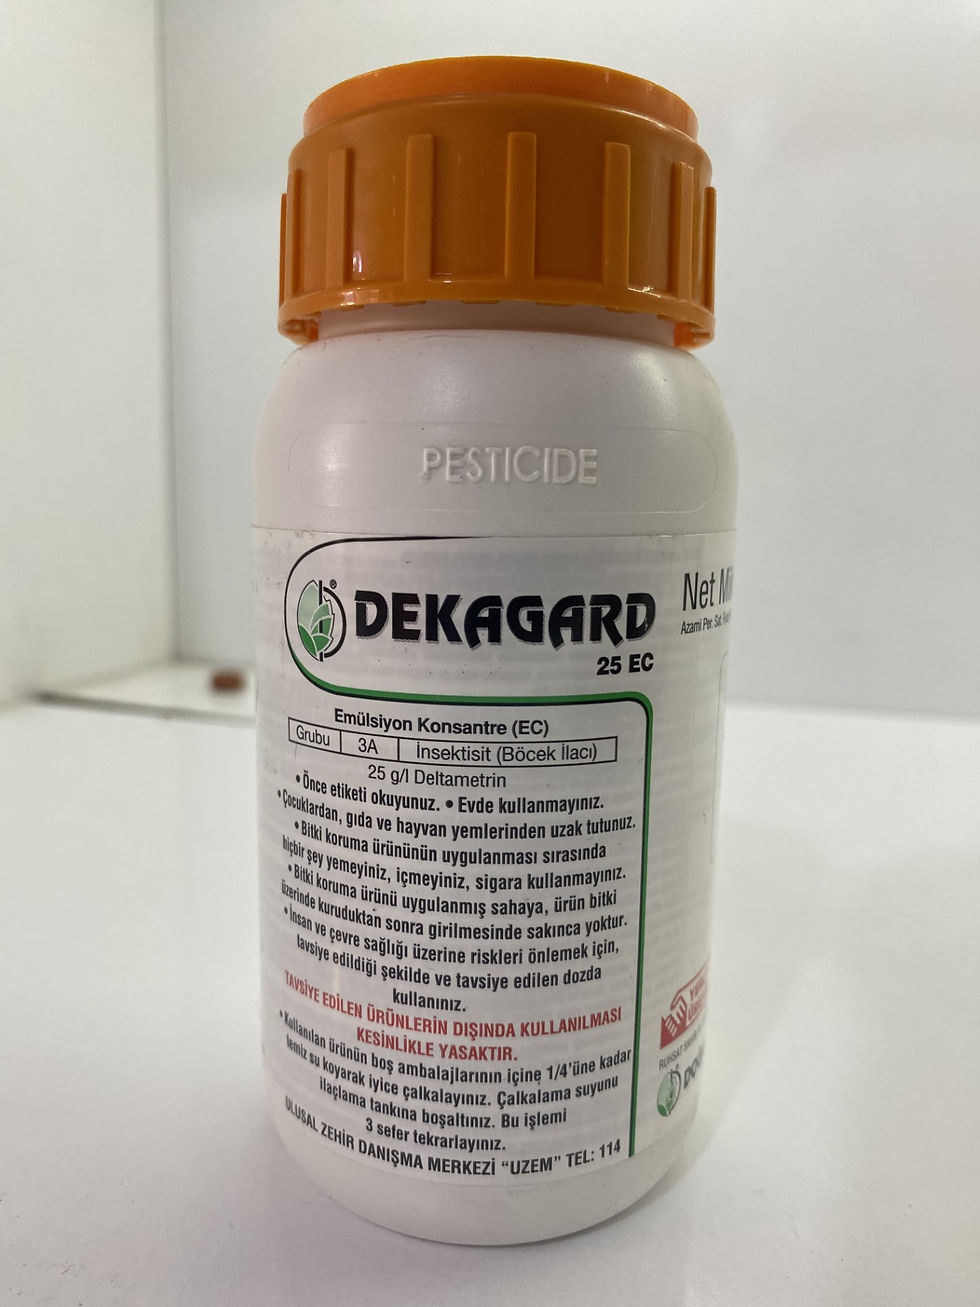 PESTICIDE
DEKAGARD
25 EC
Net
Azami Per. Sat.
Emülsiyon Konsantre (EC)
Grubu 3A İnsektisit (Böcek İlacı)
25 g/l Deltametrin
• Önce etiketi okuyunuz. • Evde kullanmayınız.
• Çocuklardan, gıda ve hayvan yemlerinden uzak tutunuz.
• Bitki koruma ürününün uygulanması sırasında
hiçbir şey yemeyiniz, içmeyiniz, sigara kullanmayınız.
• Bitki koruma ürünü uygulanmış sahaya, ürün bitki
üzerinde kuruduktan sonra girilmesinde sakınca yoktur.
• İnsan ve çevre sağlığı üzerine riskleri önlemek için,
tavsiye edildiği şekilde ve tavsiye edilen dozda
kullanınız.
TAVSİYE EDİLEN ÜRÜNLERİN DIŞINDA KULLANILMASI
KESİNLİKLE YASAKTIR.
• Kullanılan ürünün boş ambalajlarının içine 1/4'üne kadar
temiz su koyarak iyice çalkalayınız. Çalkalama suyunu
ilaçlama tankına boşaltınız. Bu işlemi
3 sefer tekrarlayınız.
ULUSAL ZEHİR DANIŞMA MERKEZİ “UZEM” TEL: 114
RUHSAT